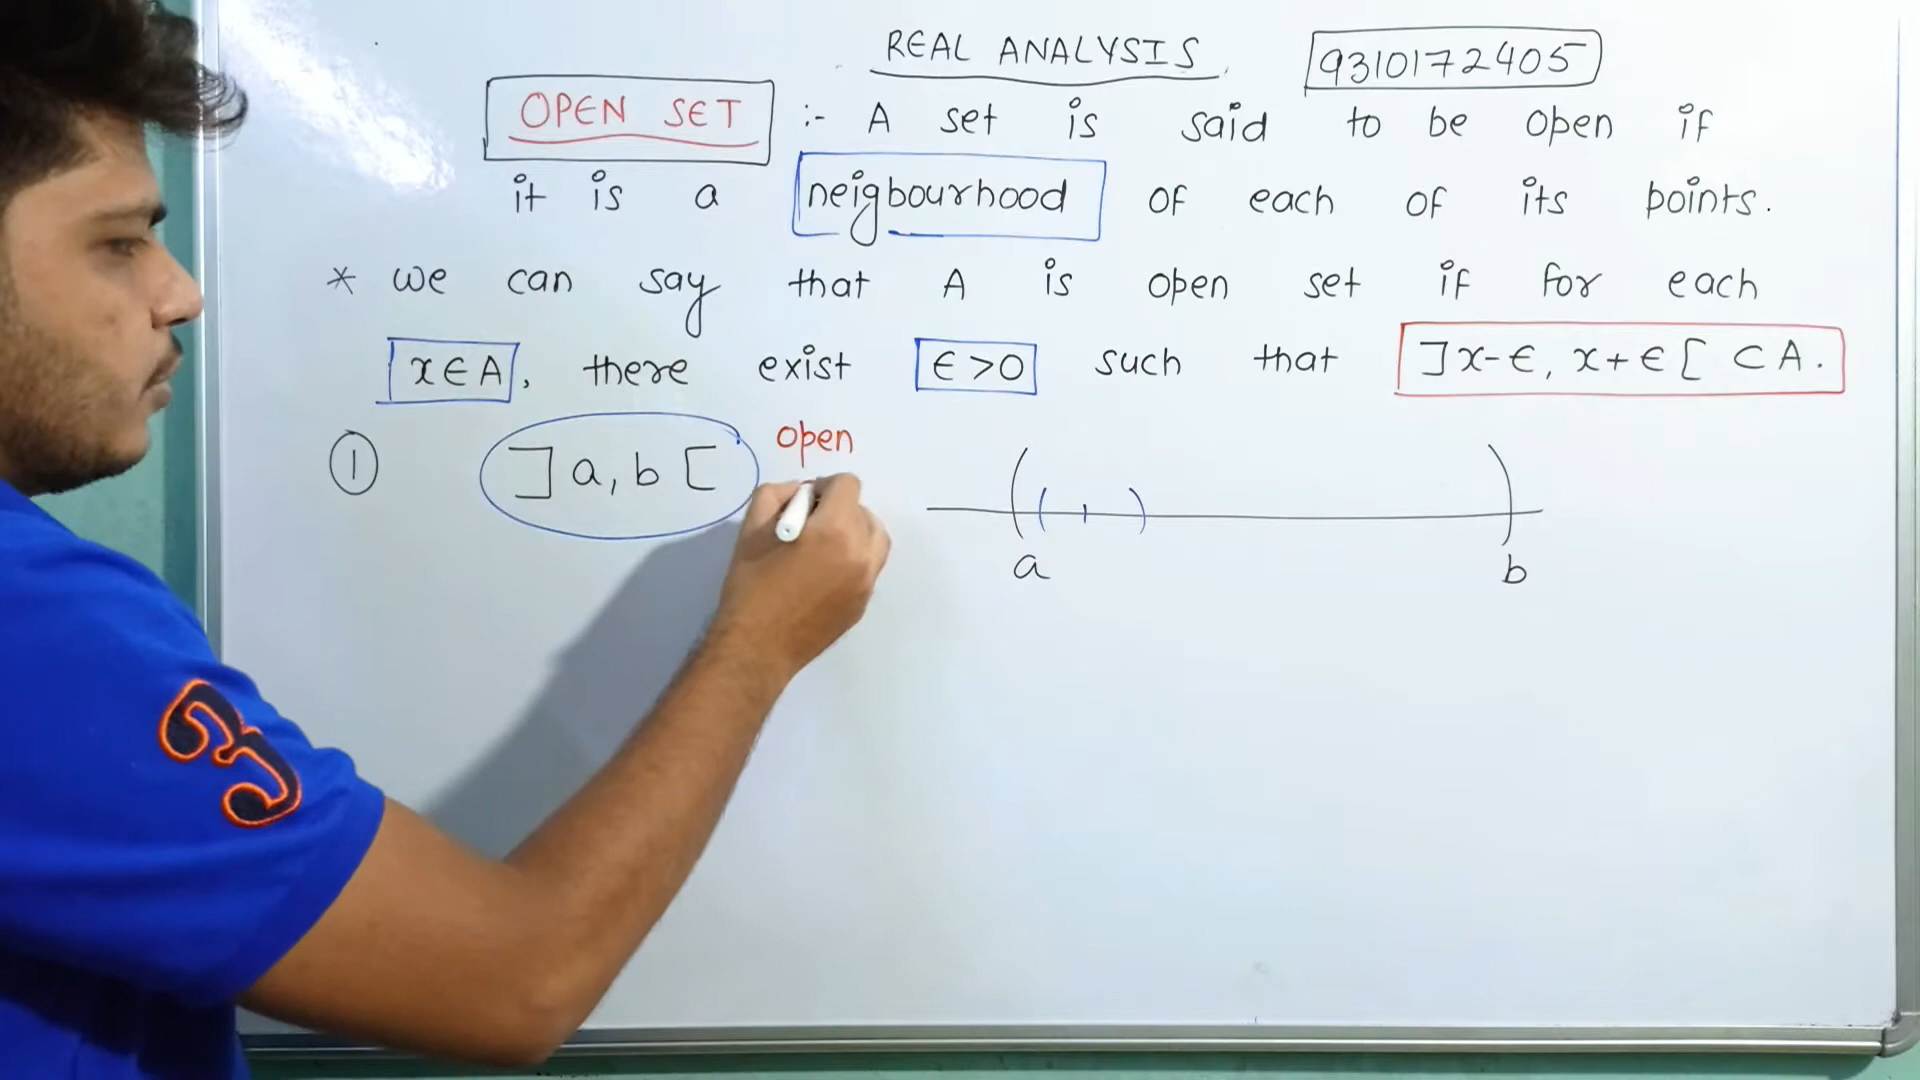 REAL ANALYSIS 9310172405
OPEN SET :- A set is said to be open if
it is a neigbourhood of each of its points.
* we can say that A is open set if for each
x∈A, there exist ∈>0 such that ]x-∈, x+∈[ ⊂A.
① ]a,b[ open
( ( ) )
a b
3